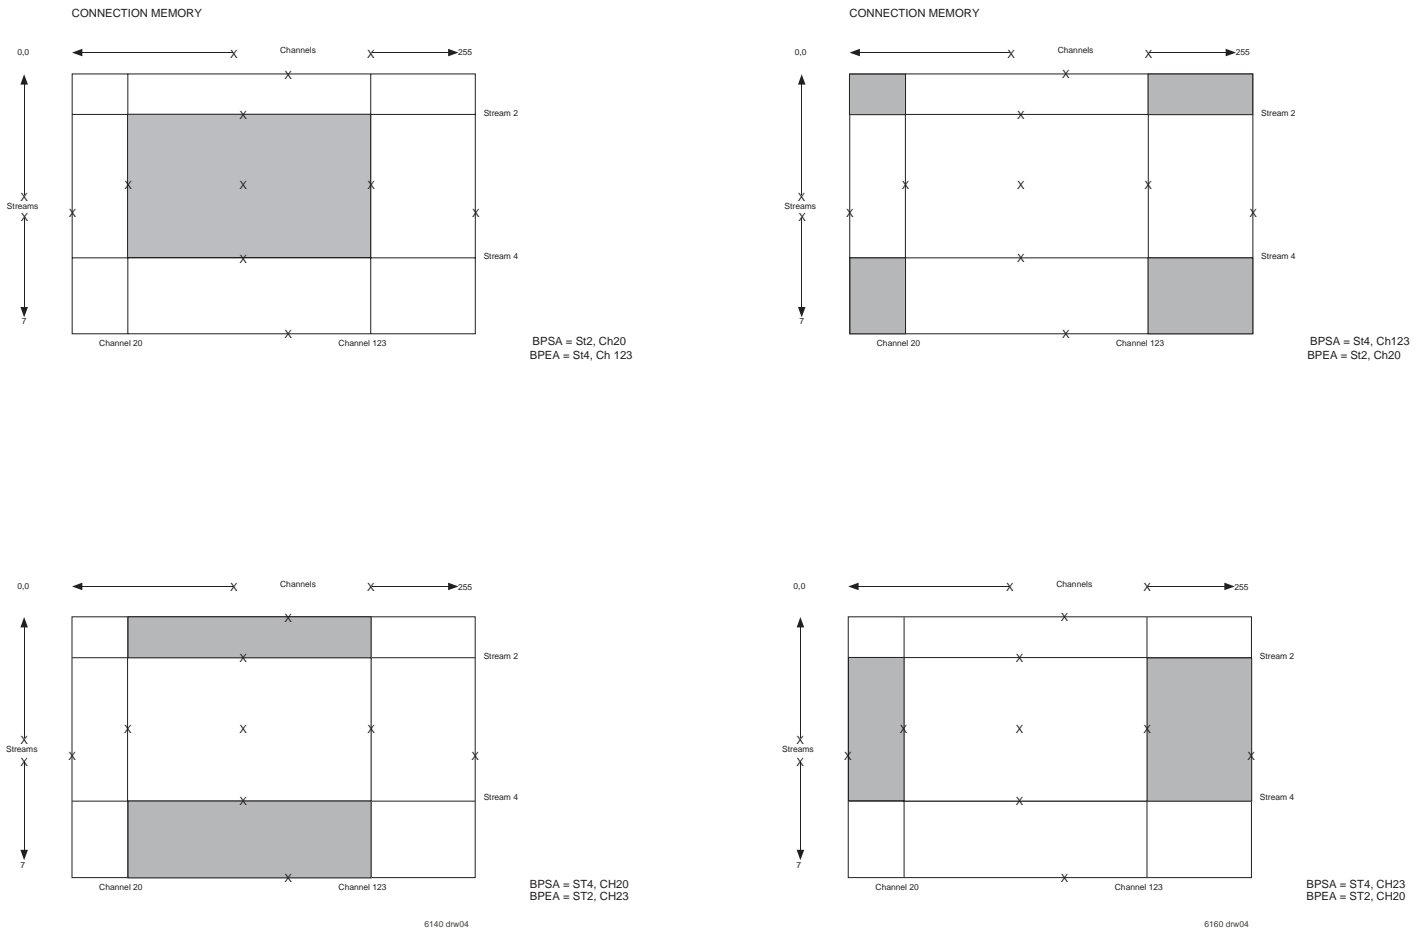 CONNECTION MEMORY
0,0
X
Channels
X
255
X
Stream 2
X
X
X
X
X
Streams
X
X
X
Stream 4
X
7
X
Channel 20
Channel 123
BPSA = St2, Ch20
BPEA = St4, Ch 123
CONNECTION MEMORY
0,0
X
Channels
X
255
X
Stream 2
X
X
X
X
X
Streams
X
X
X
Stream 4
X
7
X
Channel 20
Channel 123
BPSA = St4, Ch123
BPEA = St2, Ch20
0,0
X
Channels
X
255
X
Stream 2
X
X
X
X
X
Streams
X
X
X
Stream 4
X
7
X
Channel 20
Channel 123
BPSA = ST4, CH20
BPEA = ST2, CH23
6140 drw04
0,0
X
Channels
X
255
X
Stream 2
X
X
X
X
X
Streams
X
X
X
Stream 4
X
7
X
Channel 20
Channel 123
BPSA = ST4, CH23
BPEA = ST2, CH20
6160 drw04